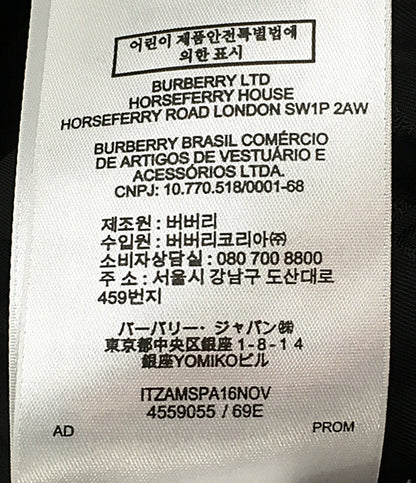 어린이 제품안전특별법에
의한 표시
BURBERRY LTD
HORSEFERRY HOUSE
HORSEFERRY ROAD LONDON SW1P 2AW
BURBERRY BRASIL COMÉRCIO
DE ARTIGOS DE VESTUÁRIO E
ACESSÓRIOS LTDA.
CNPJ: 10.770.518/0001-68
제조원 : 버버리
수입원 : 버버리코리아㈜
소비자상담실 : 080 700 8800
주 소 : 서울시 강남구 도산대로
459번지
バーバリー・ジャパン㈱
東京都中央区銀座1-8-14
銀座YOMIKOビル
ITZAMSPA16NOV
4559055 / 69E
AD PROM